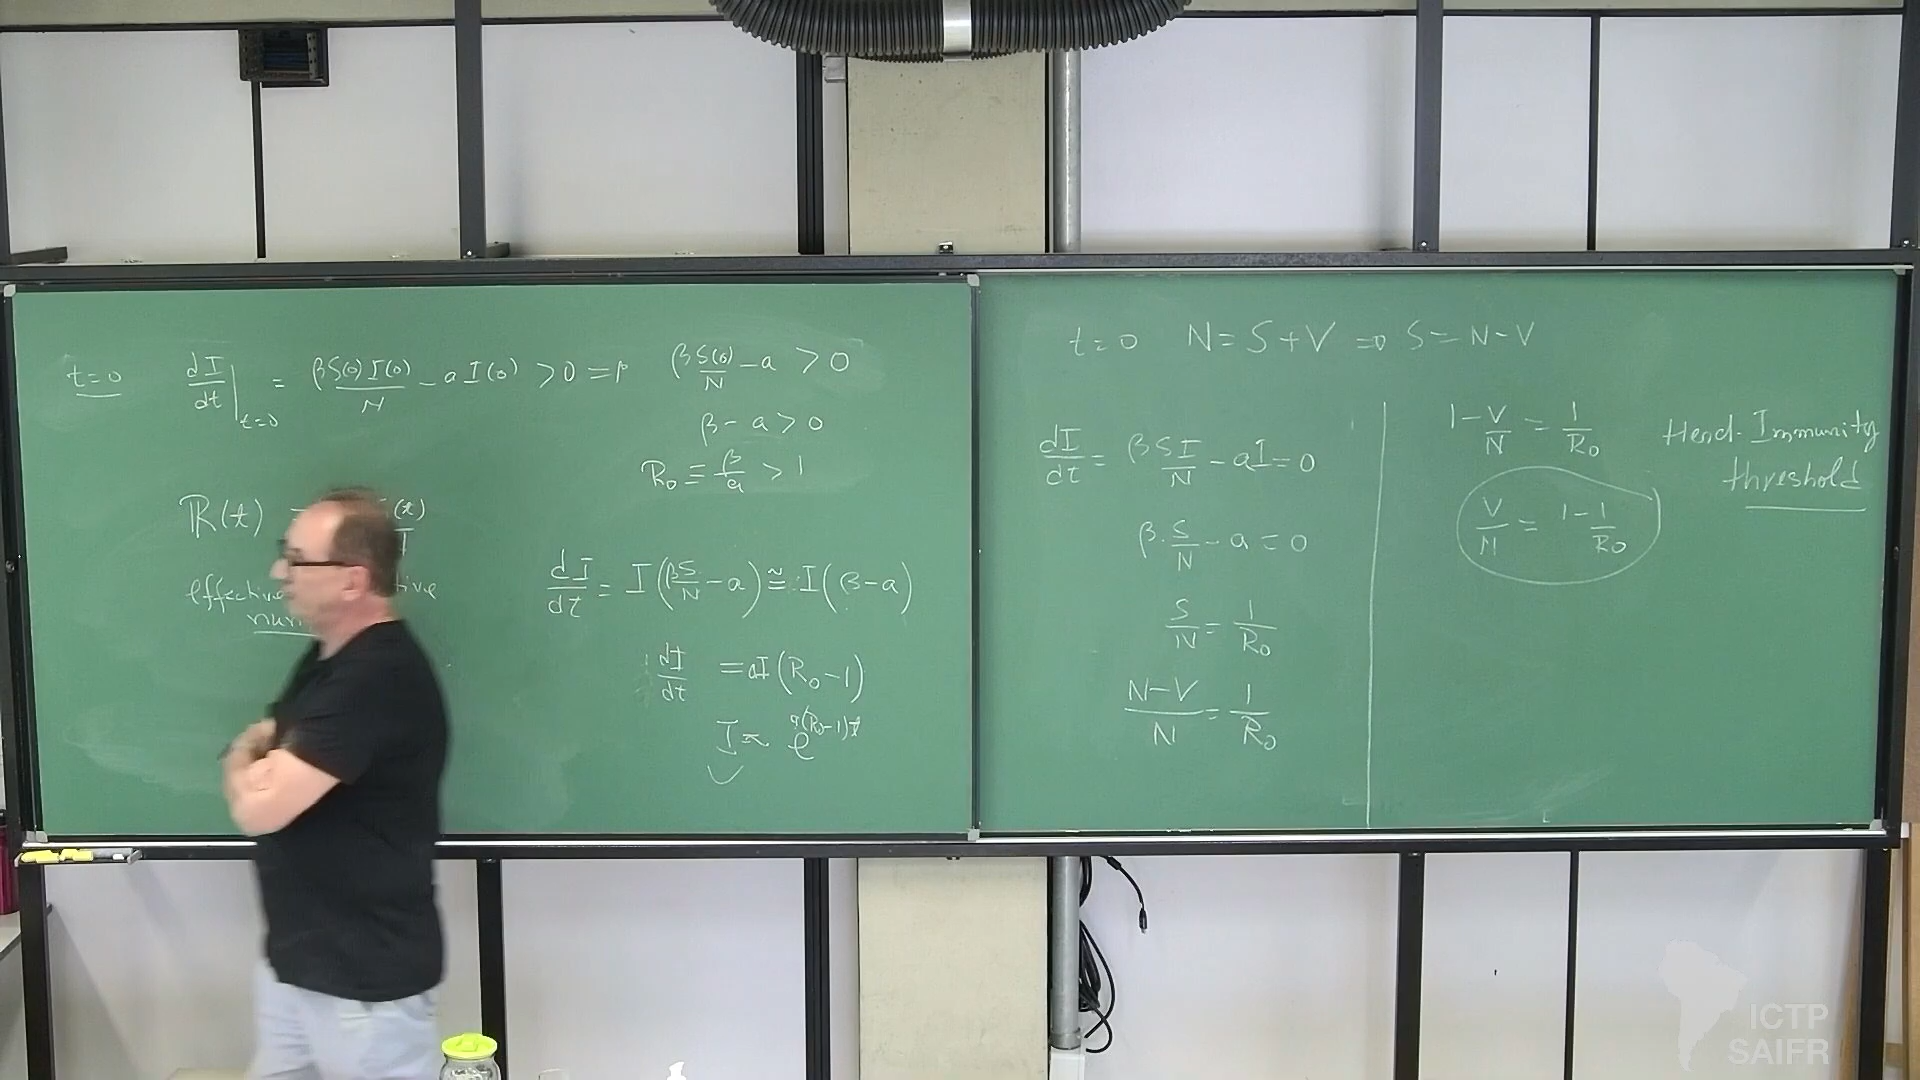 t=0 dI/dt|t=0 = βS(0)I(0)/N - aI(0) > 0 => βS(0)/N - a > 0
β - a > 0
R0 ≡ β/a > 1
R(t)
(t)
dI/dt = I(βS/N - a) ≅ I(β-a)
dI/dt = aI(R0-1)
I ∝ e^a(R0-1)t
t=0 N=S+V => S=N-V
dI/dt = βSI/N - aI = 0
β·S/N - a = 0
S/N = 1/R0
N-V/N = 1/R0
1-V/N = 1/R0
V/N = 1-1/R0
Herd-Immunity
threshold
ICTP
SAIFR